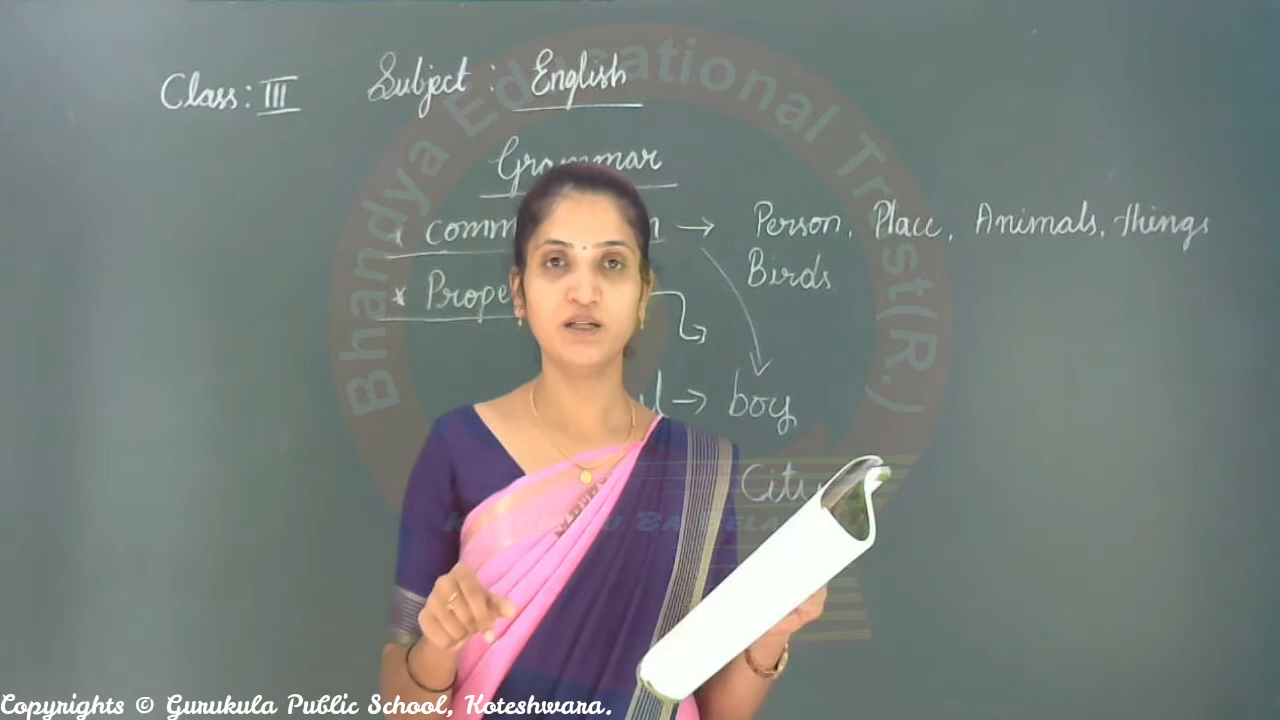 Class: III Subject : English
Grammar
* comm n → Person, Place, Animals, things
Birds
* Prope
→ boy
City
Bhandya Educational Trust (R.)
Copyrights © Gurukula Public School, Koteshwara.